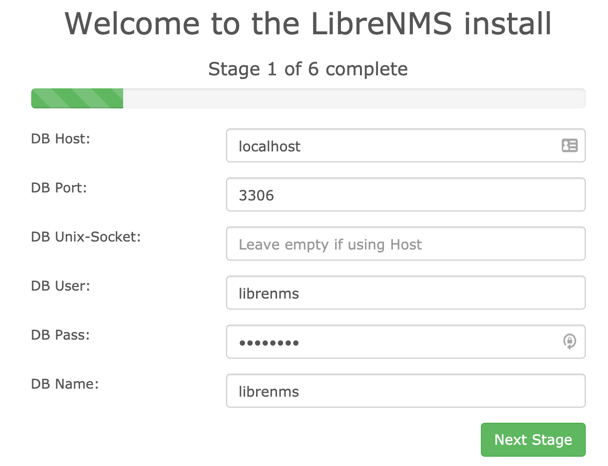 Welcome to the LibreNMS install
Stage 1 of 6 complete
DB Host: localhost
DB Port: 3306
DB Unix-Socket: Leave empty if using Host
DB User: librenms
DB Pass: ••••••••
DB Name: librenms
Next Stage